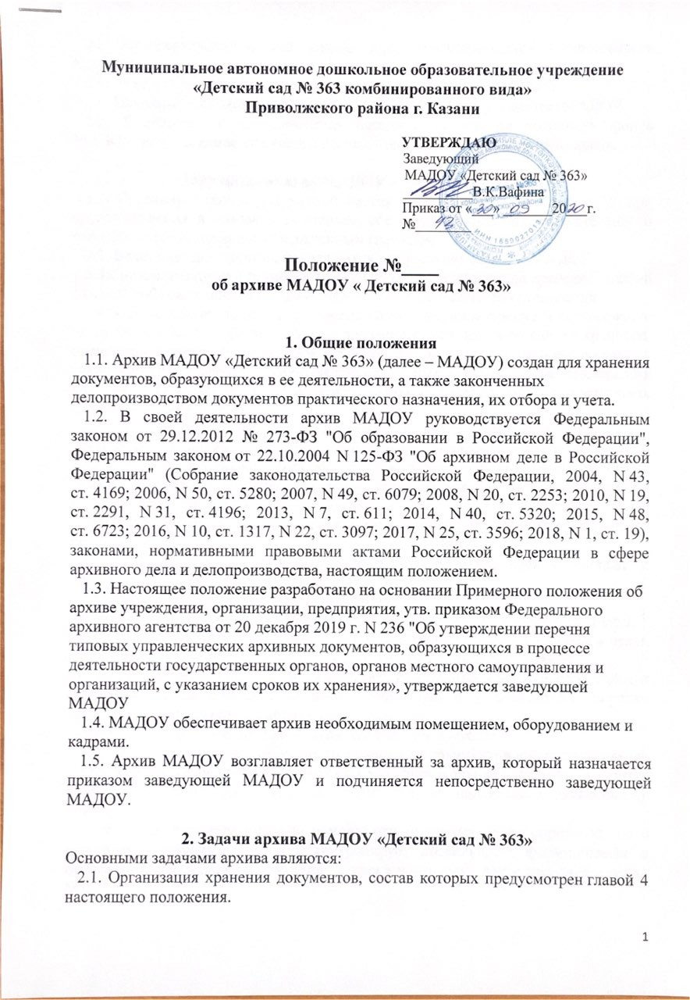 Муниципальное автономное дошкольное образовательное учреждение
«Детский сад № 363 комбинированного вида»
Приволжского района г. Казани
УТВЕРЖДАЮ
Заведующий
МАДОУ «Детский сад № 363»
В.К.Вафина
Приказ от «30» 09 2020г.
№ 42
ИНН 1659027013
Положение №____
об архиве МАДОУ « Детский сад № 363»
1. Общие положения
1.1. Архив МАДОУ «Детский сад № 363» (далее – МАДОУ) создан для хранения
документов, образующихся в ее деятельности, а также законченных
делопроизводством документов практического назначения, их отбора и учета.
1.2. В своей деятельности архив МАДОУ руководствуется Федеральным
законом от 29.12.2012 № 273-ФЗ "Об образовании в Российской Федерации",
Федеральным законом от 22.10.2004 N 125-ФЗ "Об архивном деле в Российской
Федерации" (Собрание законодательства Российской Федерации, 2004, N 43,
ст. 4169; 2006, N 50, ст. 5280; 2007, N 49, ст. 6079; 2008, N 20, ст. 2253; 2010, N 19,
ст. 2291, N 31, ст. 4196; 2013, N 7, ст. 611; 2014, N 40, ст. 5320; 2015, N 48,
ст. 6723; 2016, N 10, ст. 1317, N 22, ст. 3097; 2017, N 25, ст. 3596; 2018, N 1, ст. 19),
законами, нормативными правовыми актами Российской Федерации в сфере
архивного дела и делопроизводства, настоящим положением.
1.3. Настоящее положение разработано на основании Примерного положения об
архиве учреждения, организации, предприятия, утв. приказом Федерального
архивного агентства от 20 декабря 2019 г. N 236 "Об утверждении перечня
типовых управленческих архивных документов, образующихся в процессе
деятельности государственных органов, органов местного самоуправления и
организаций, с указанием сроков их хранения», утверждается заведующей
МАДОУ
1.4. МАДОУ обеспечивает архив необходимым помещением, оборудованием и
кадрами.
1.5. Архив МАДОУ возглавляет ответственный за архив, который назначается
приказом заведующей МАДОУ и подчиняется непосредственно заведующей
МАДОУ.
2. Задачи архива МАДОУ «Детский сад № 363»
Основными задачами архива являются:
2.1. Организация хранения документов, состав которых предусмотрен главой 4
настоящего положения.
1